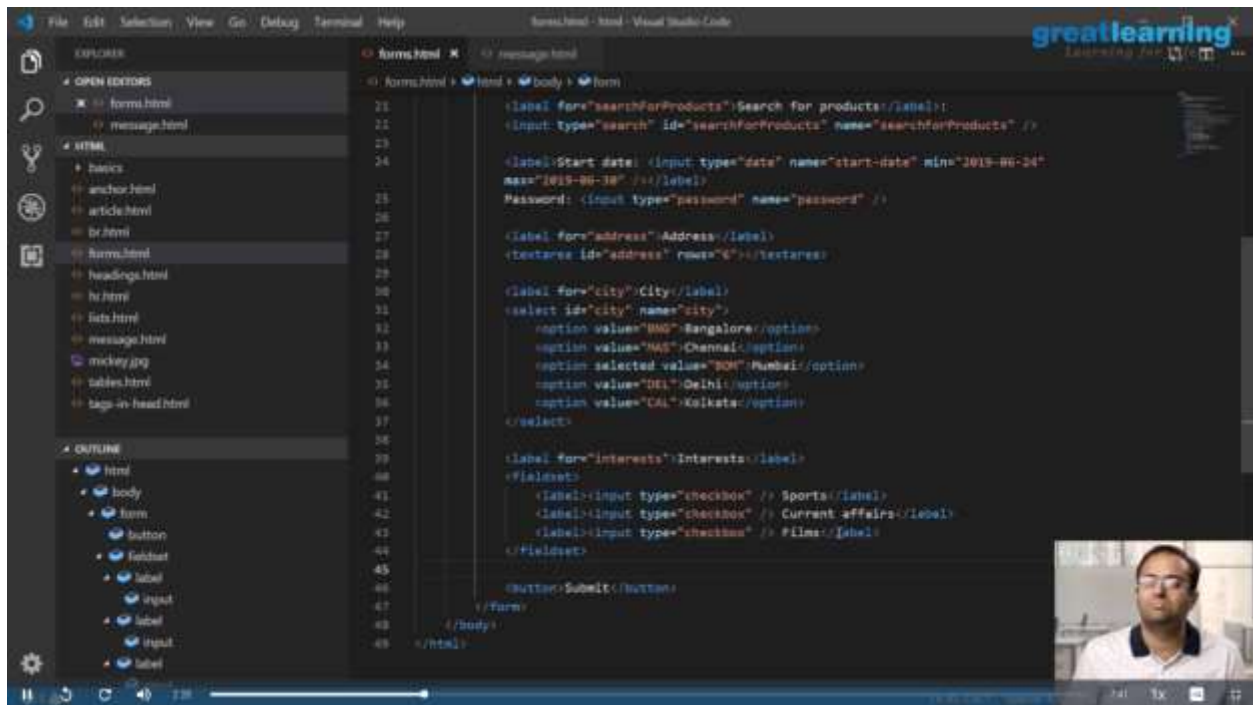 File Edit Selection View Go Debug Terminal Help
forms.html - html - Visual Studio Code
greatlearning
Learning for
EXPLORER
OPEN EDITORS
forms.html
message.html
HTML
basics
anchor.html
article.html
br.html
forms.html
headings.html
hr.html
lists.html
message.html
mickey.jpg
tables.html
tags-in-head.html
OUTLINE
html
body
form
button
fieldset
label
input
label
input
label
forms.html message.html
forms.html html body form
21 <label for="searchForProducts">Search for products</label>:
22 <input type="search" id="searchForProducts" name="searchForProducts" />
23
24 <label>Start date: <input type="date" name="start-date" min="2019-06-24"
max="2019-06-30" /></label>
25 Password: <input type="password" name="password" />
26
27 <label for="address">Address</label>
28 <textarea id="address" rows="6"></textarea>
29
30 <label for="city">City</label>
31 <select id="city" name="city">
32 <option value="BNG">Bangalore</option>
33 <option value="MAS">Chennai</option>
34 <option selected value="BOM">Mumbai</option>
35 <option value="DEL">Delhi</option>
36 <option value="CAL">Kolkata</option>
37 </select>
38
39 <label for="interests">Interests</label>
40 <fieldset>
41 <label><input type="checkbox" /> Sports</label>
42 <label><input type="checkbox" /> Current affairs</label>
43 <label><input type="checkbox" /> Films</label>
44 </fieldset>
45
46 <button>Submit</button>
47 </form>
48 </body>
49 </html>
1x